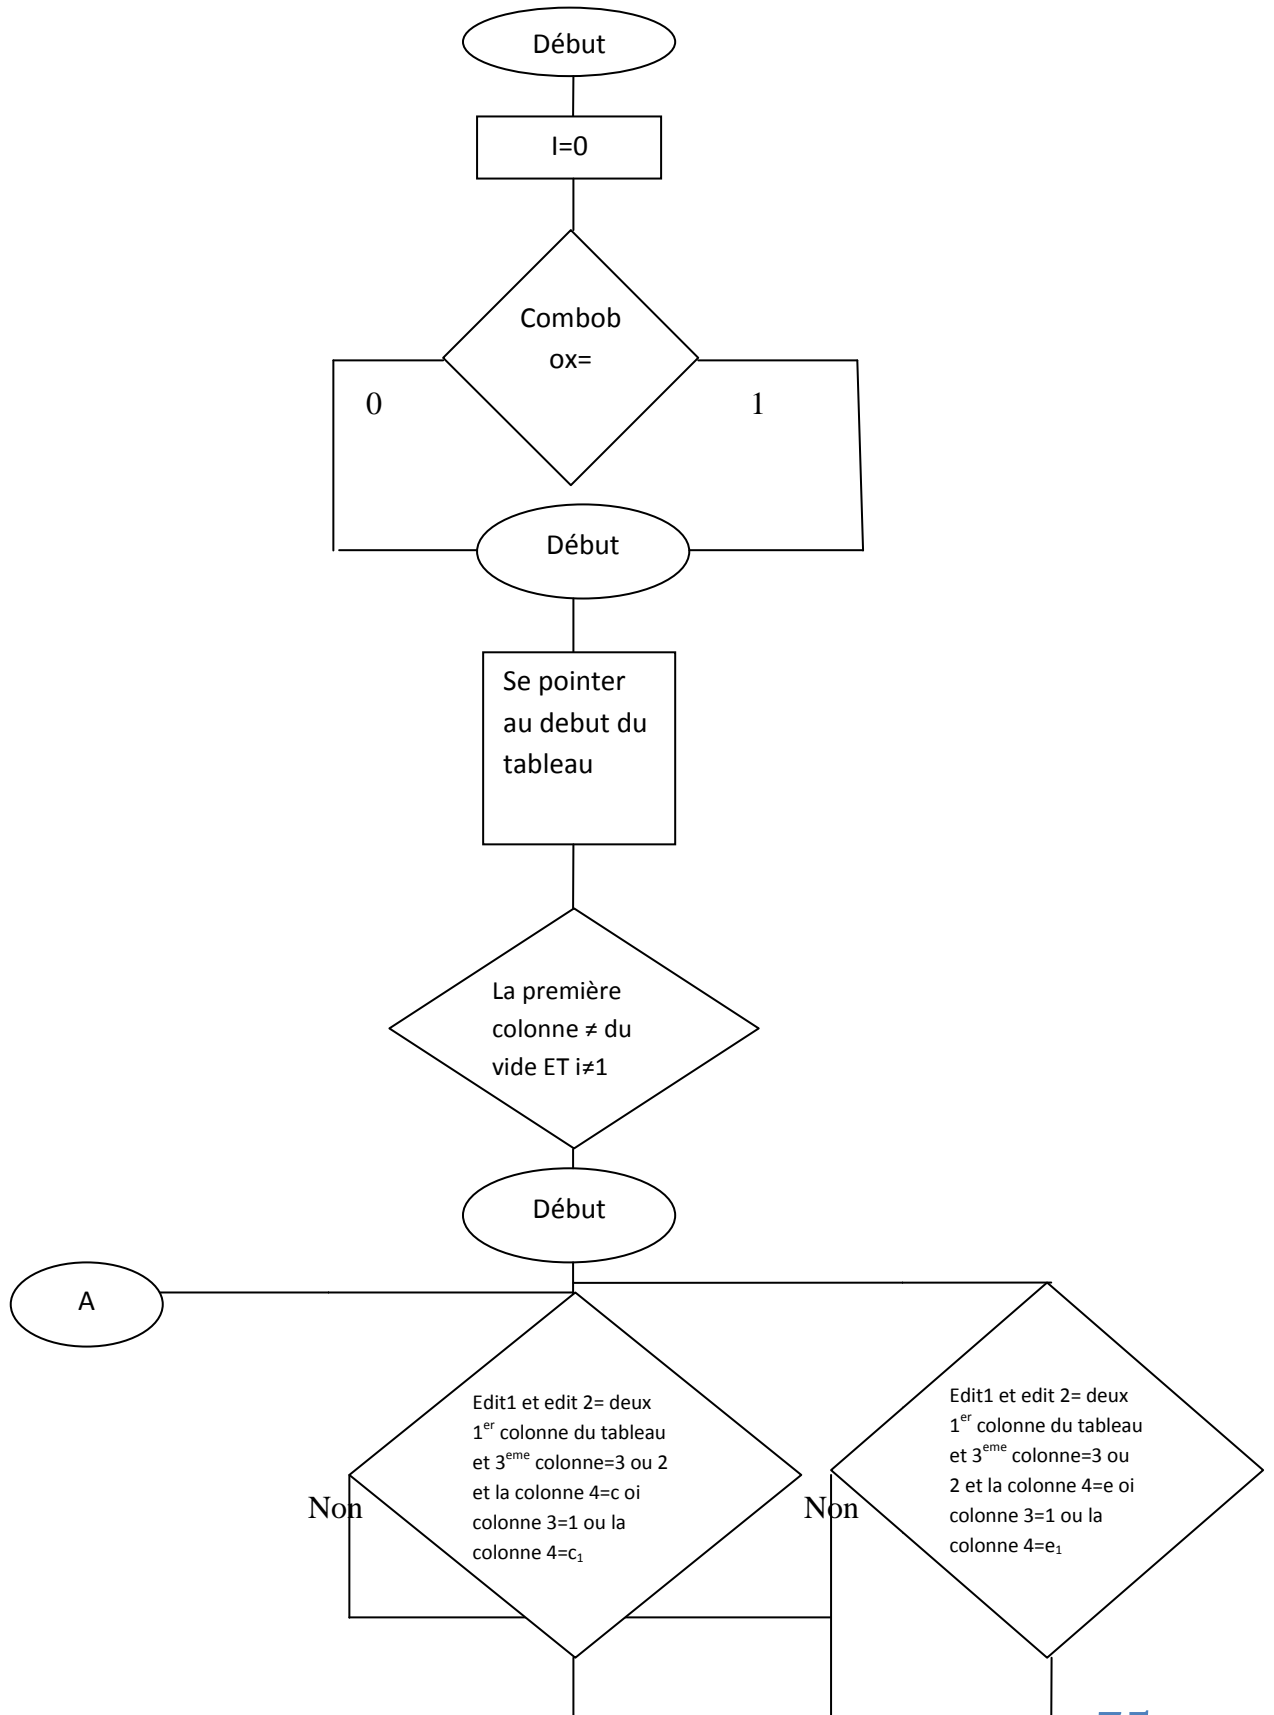 Début
I=0
Combob
ox=
0
1
Début
Se pointer
au debut du
tableau
La première
colonne ≠ du
vide ET i≠1
Début
A
Edit1 et edit 2= deux
1er colonne du tableau
et 3eme colonne=3 ou 2
et la colonne 4=c oi
colonne 3=1 ou la
colonne 4=c₁
Non
Edit1 et edit 2= deux
1er colonne du tableau
et 3eme colonne=3 ou
2 et la colonne 4=e oi
colonne 3=1 ou la
colonne 4=e₁
Non